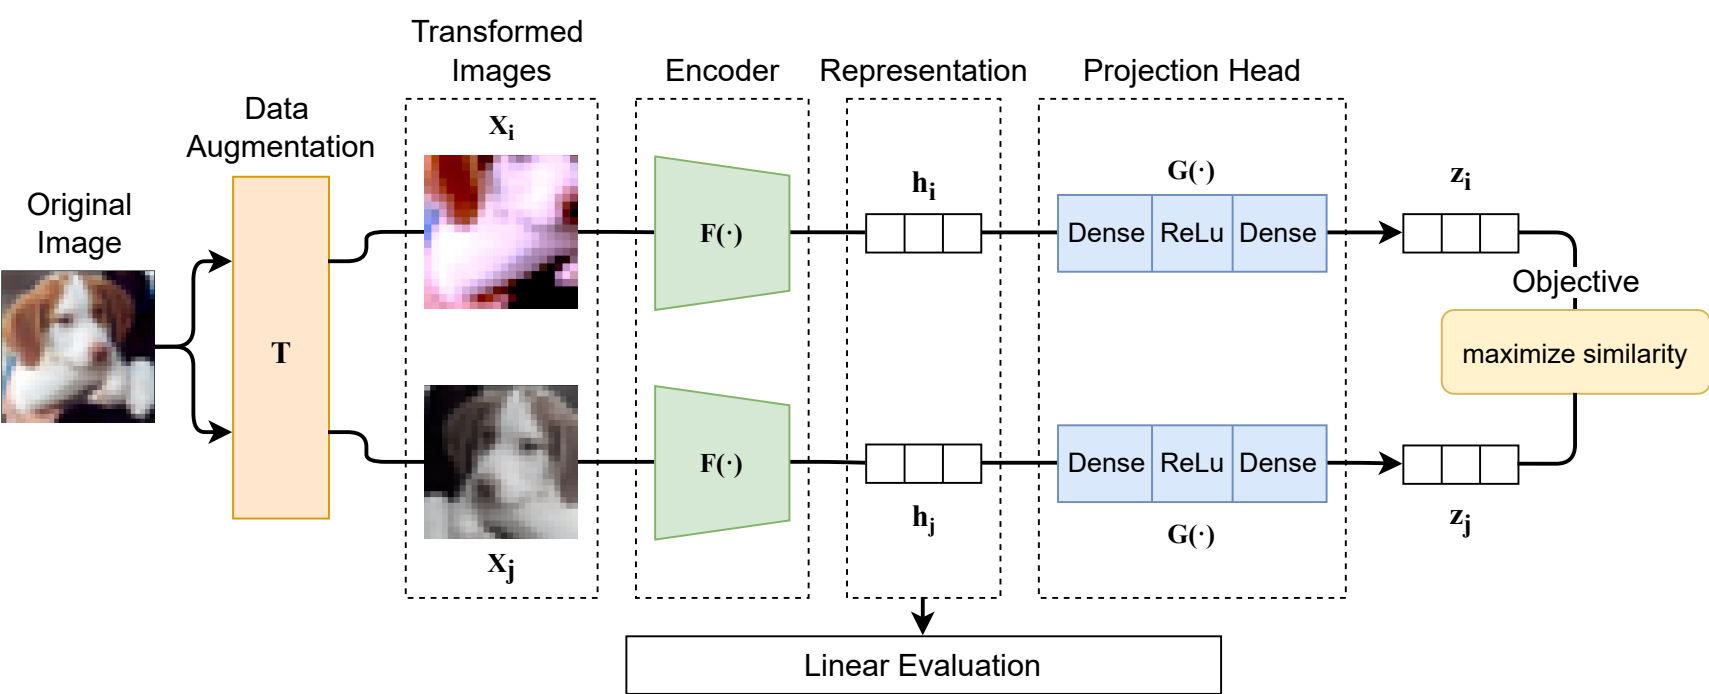 Transformed
Images
Encoder
Representation
Projection Head
Data
Augmentation
Original
Image
T
Xi
Xj
F(·)
F(·)
hi
hj
G(·)
Dense ReLu Dense
Dense ReLu Dense
G(·)
zi
zj
Objective
maximize similarity
Linear Evaluation